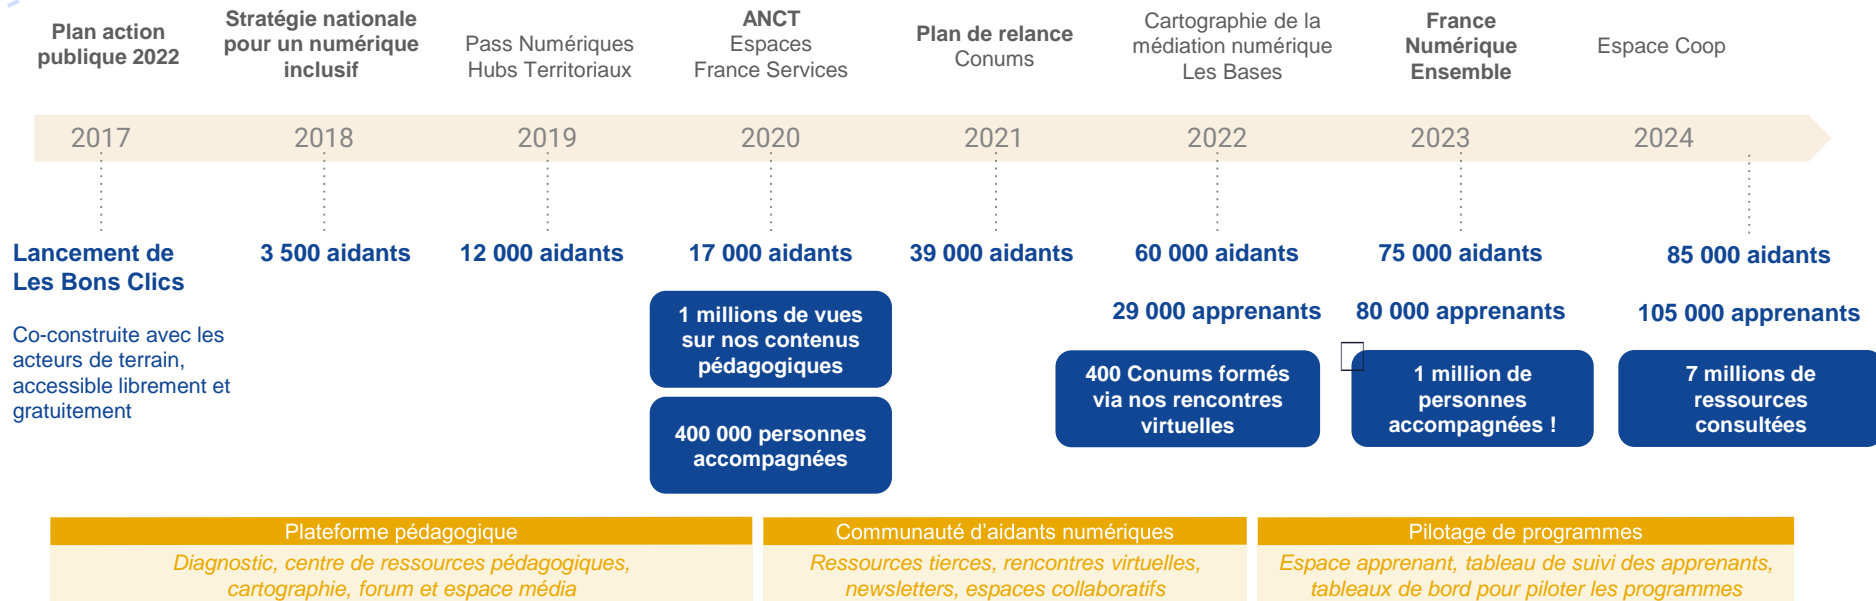 Plan action
publique 2022
Stratégie nationale
pour un numérique
inclusif
Pass Numériques
Hubs Territoriaux
ANCT
Espaces
France Services
Plan de relance
Conums
Cartographie de la
médiation numérique
Les Bases
France
Numérique
Ensemble
Espace Coop
2017
2018
2019
2020
2021
2022
2023
2024
Lancement de
Les Bons Clics
Co-construite avec les
acteurs de terrain,
accessible librement et
gratuitement
3 500 aidants
12 000 aidants
17 000 aidants
1 millions de vues
sur nos contenus
pédagogiques
400 000 personnes
accompagnées
39 000 aidants
60 000 aidants
29 000 apprenants
400 Conums formés
via nos rencontres
virtuelles
75 000 aidants
80 000 apprenants
1 million de
personnes
accompagnées !
85 000 aidants
105 000 apprenants
7 millions de
ressources
consultées
Plateforme pédagogique
Diagnostic, centre de ressources pédagogiques,
cartographie, forum et espace média
Communauté d'aidants numériques
Ressources tierces, rencontres virtuelles,
newsletters, espaces collaboratifs
Pilotage de programmes
Espace apprenant, tableau de suivi des apprenants,
tableaux de bord pour piloter les programmes